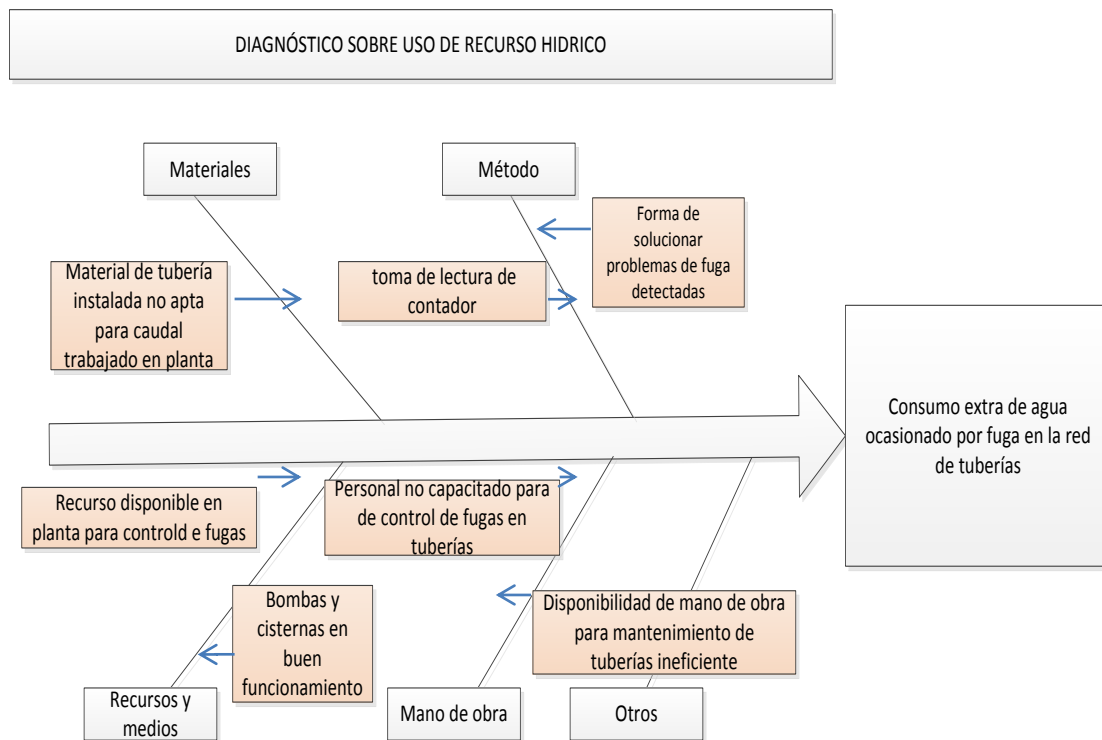 DIAGNÓSTICO SOBRE USO DE RECURSO HIDRICO
Materiales
Método
Forma de
solucionar
problemas de fuga
detectadas
Material de tubería
instalada no apta
para caudal
trabajado en planta
toma de lectura de
contador
Consumo extra de agua
ocasionado por fuga en la red
de tuberías
Recurso disponible en
planta para controld e fugas
Personal no capacitado para
de control de fugas en
tuberías
Bombas y
cisternas en
buen
funcionamiento
Disponibilidad de mano de obra
para mantenimiento de
tuberías ineficiente
Recursos y
medios
Mano de obra
Otros